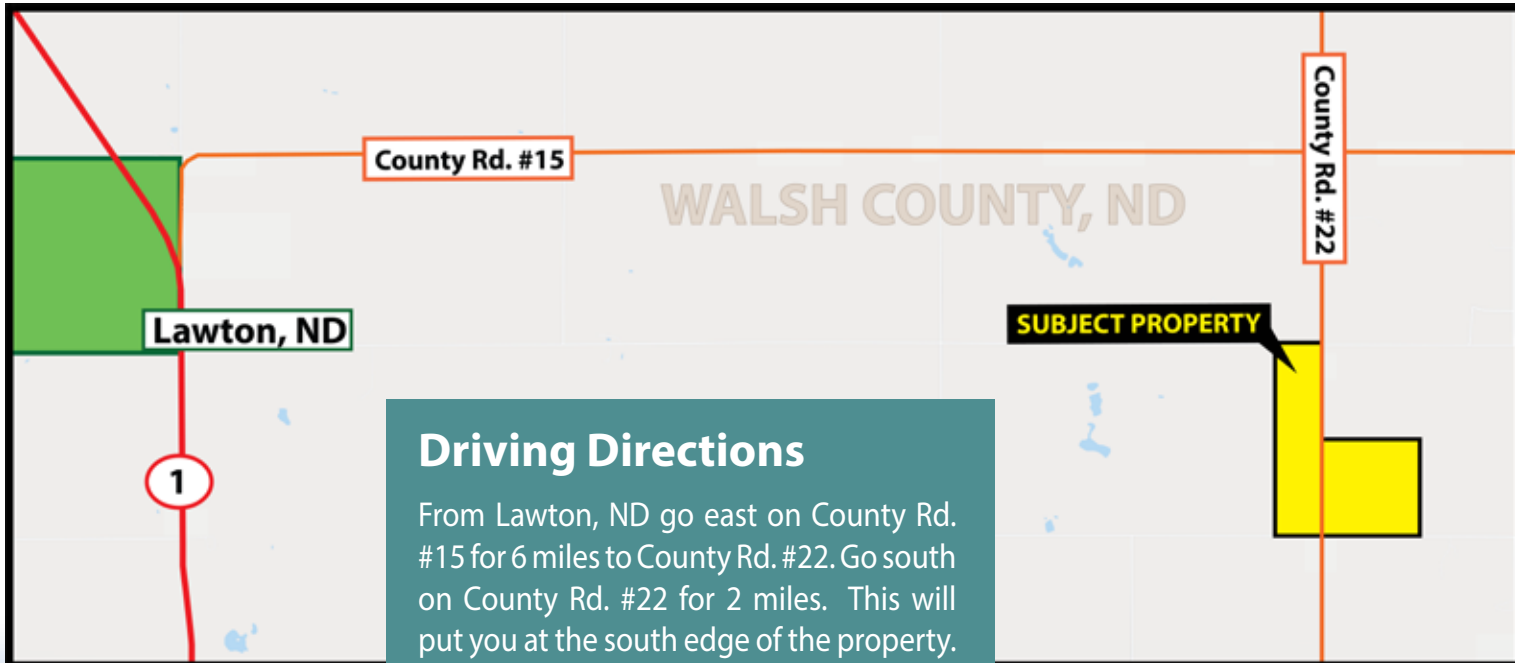 County Rd. #15
County Rd. #22
WALSH COUNTY, ND
Lawton, ND
SUBJECT PROPERTY
1
Driving Directions
From Lawton, ND go east on County Rd.
#15 for 6 miles to County Rd. #22. Go south
on County Rd. #22 for 2 miles. This will
put you at the south edge of the property.